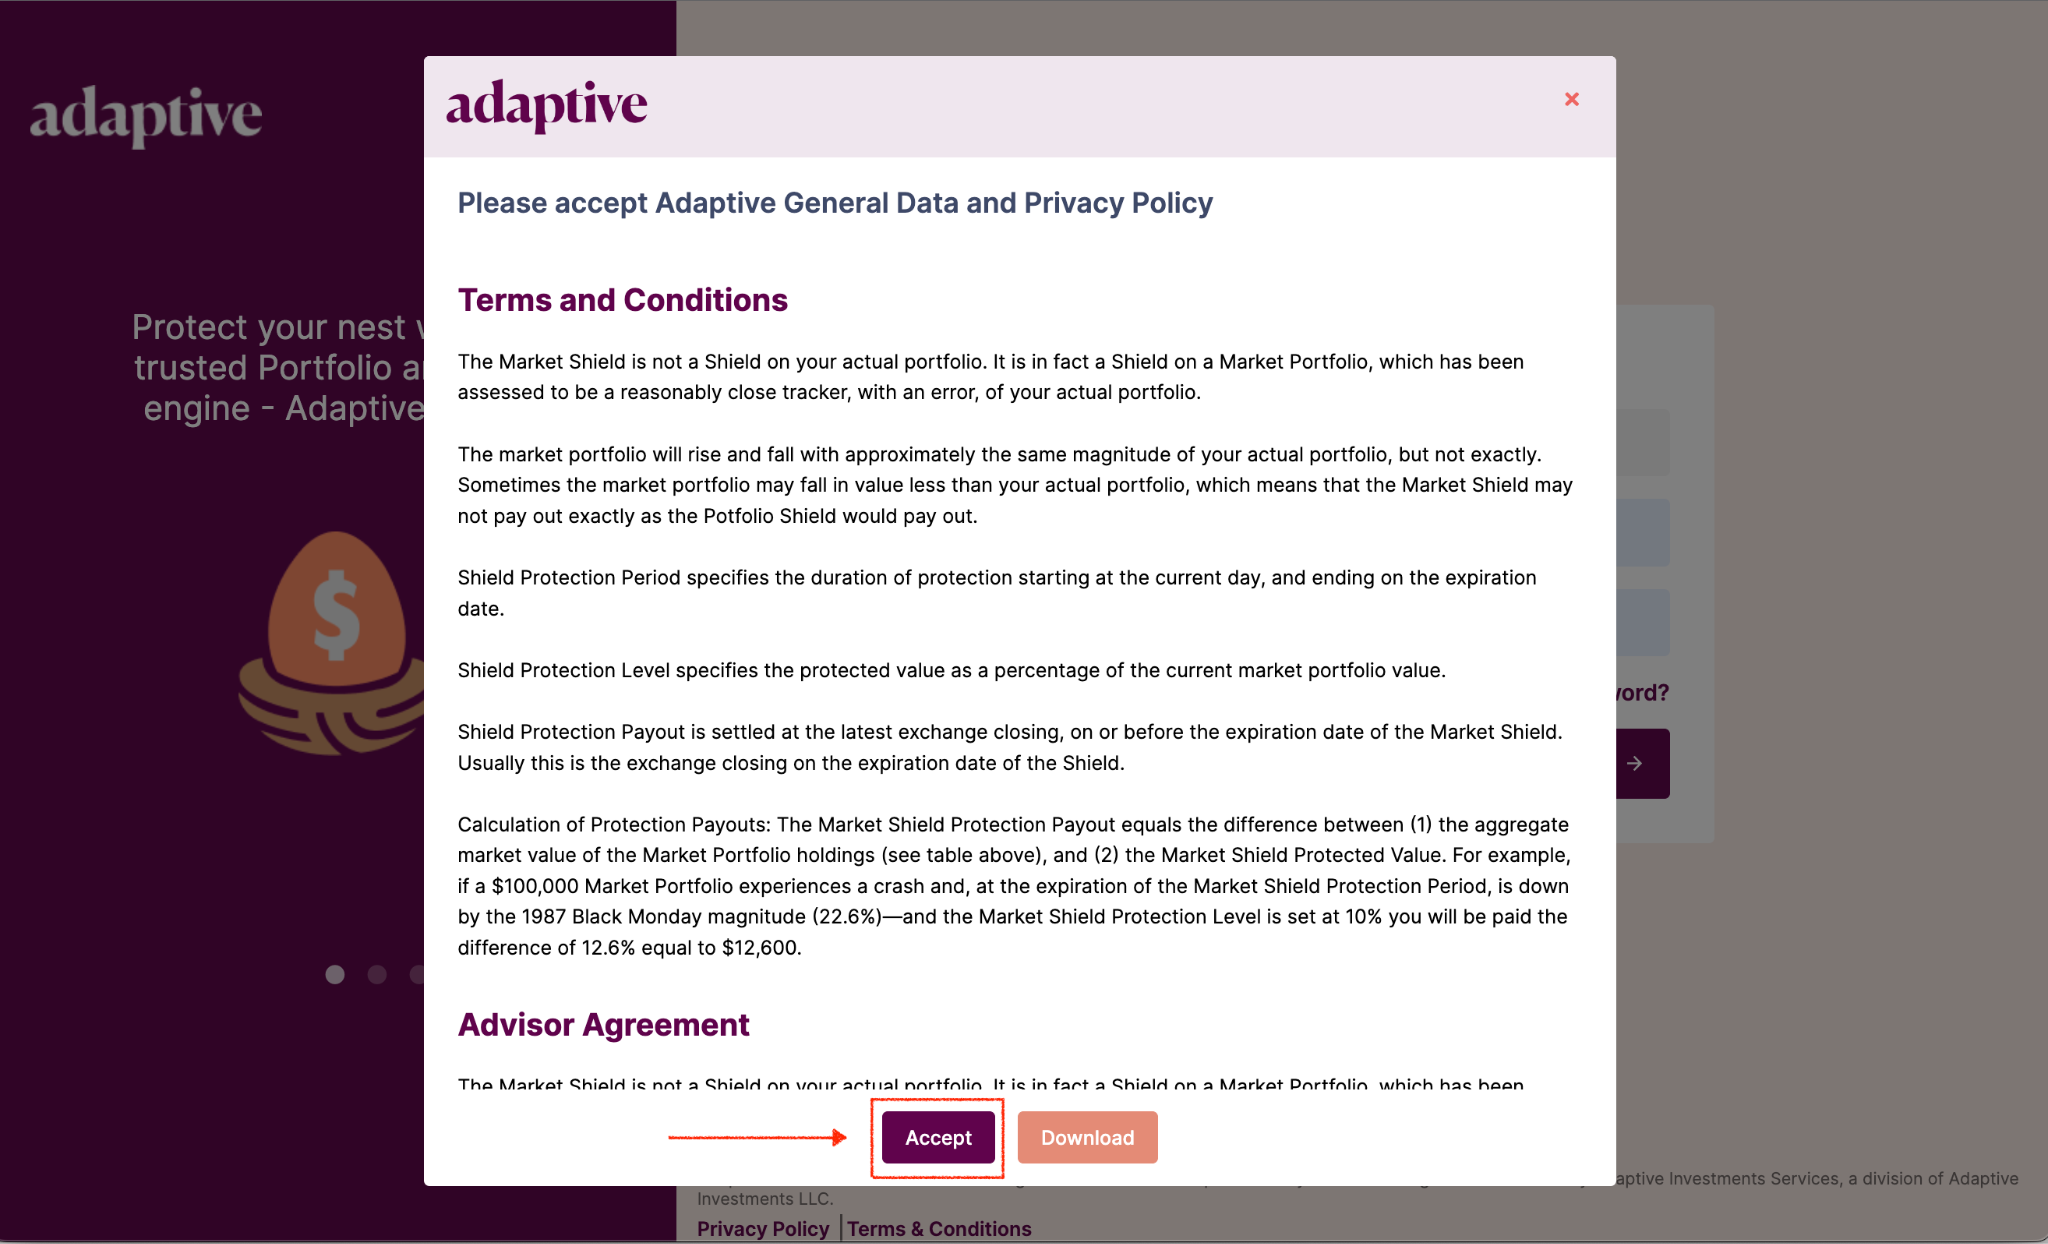 adaptive
adaptive
Please accept Adaptive General Data and Privacy Policy
Terms and Conditions
The Market Shield is not a Shield on your actual portfolio. It is in fact a Shield on a Market Portfolio, which has been
assessed to be a reasonably close tracker, with an error, of your actual portfolio.
The market portfolio will rise and fall with approximately the same magnitude of your actual portfolio, but not exactly.
Sometimes the market portfolio may fall in value less than your actual portfolio, which means that the Market Shield may
not pay out exactly as the Potfolio Shield would pay out.
Shield Protection Period specifies the duration of protection starting at the current day, and ending on the expiration
date.
Shield Protection Level specifies the protected value as a percentage of the current market portfolio value.
Shield Protection Payout is settled at the latest exchange closing, on or before the expiration date of the Market Shield.
Usually this is the exchange closing on the expiration date of the Shield.
Calculation of Protection Payouts: The Market Shield Protection Payout equals the difference between (1) the aggregate
market value of the Market Portfolio holdings (see table above), and (2) the Market Shield Protected Value. For example,
if a $100,000 Market Portfolio experiences a crash and, at the expiration of the Market Shield Protection Period, is down
by the 1987 Black Monday magnitude (22.6%)—and the Market Shield Protection Level is set at 10% you will be paid the
difference of 12.6% equal to $12,600.
Advisor Agreement
The Market Shield is not a Shield on your actual portfolio. It is in fact a Shield on a Market Portfolio, which has been
Accept
Download
Protect your nest
trusted Portfolio
engine - Adaptive
$
word?
→
aptive Investments Services, a division of Adaptive
Investments LLC.
Privacy Policy | Terms & Conditions